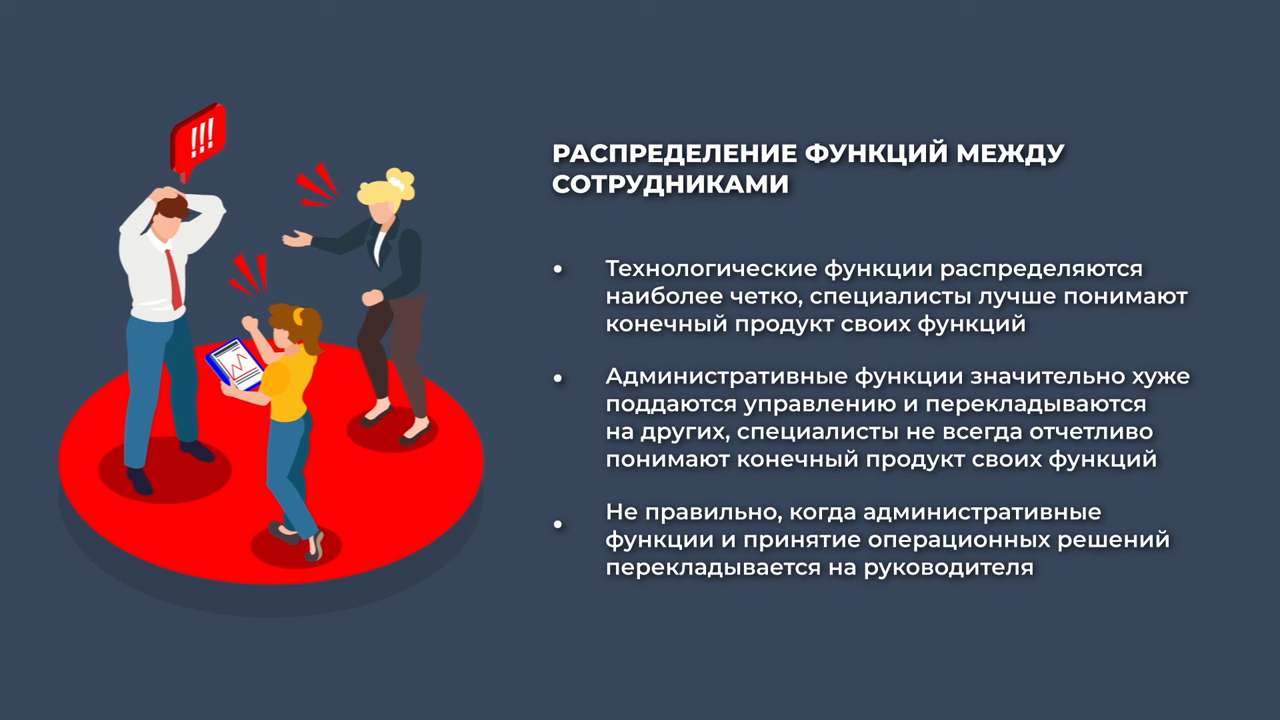 !!!
РАСПРЕДЕЛЕНИЕ ФУНКЦИЙ МЕЖДУ
СОТРУДНИКАМИ
• Технологические функции распределяются
наиболее четко, специалисты лучше понимают
конечный продукт своих функций
• Административные функции значительно хуже
поддаются управлению и перекладываются
на других, специалисты не всегда отчетливо
понимают конечный продукт своих функций
• Не правильно, когда административные
функции и принятие операционных решений
перекладывается на руководителя